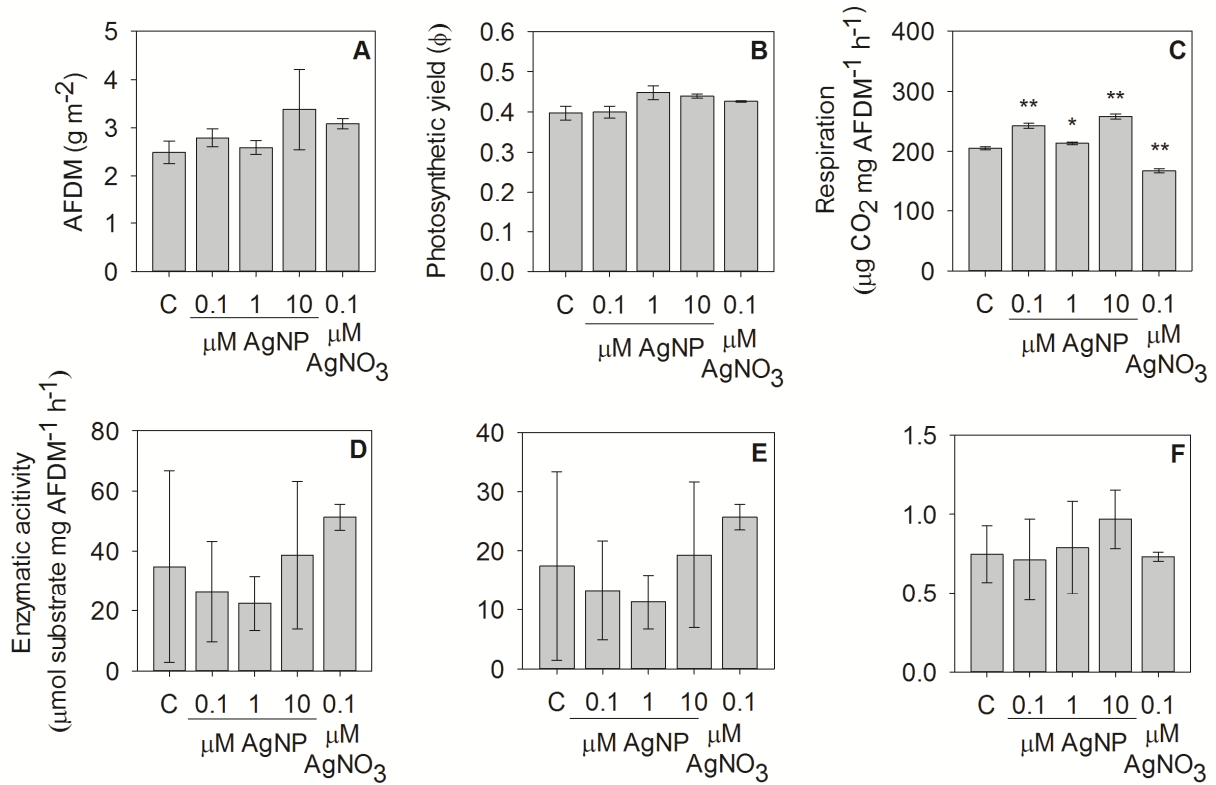 A
AFDM (g m-2)
5
4
3
2
1
0
C 0.1 1 10 0.1
μM AgNP
μM
AgNO3
B
Photosynthetic yield (ϕ)
0.6
0.5
0.4
0.3
0.2
0.1
0.0
C 0.1 1 10 0.1
μM AgNP
μM
AgNO3
C
Respiration
(μg CO2 mg AFDM-1 h-1)
400
300
200
100
0
** * ** **
C 0.1 1 10 0.1
μM AgNP
μM
AgNO3
D
Enzymatic acitivity
(μmol substrate mg AFDM-1 h-1)
80
60
40
20
0
C 0.1 1 10 0.1
μM AgNP
μM
AgNO3
E
40
30
20
10
0
C 0.1 1 10 0.1
μM AgNP
μM
AgNO3
F
1.5
1.0
0.5
0.0
C 0.1 1 10 0.1
μM AgNP
μM
AgNO3